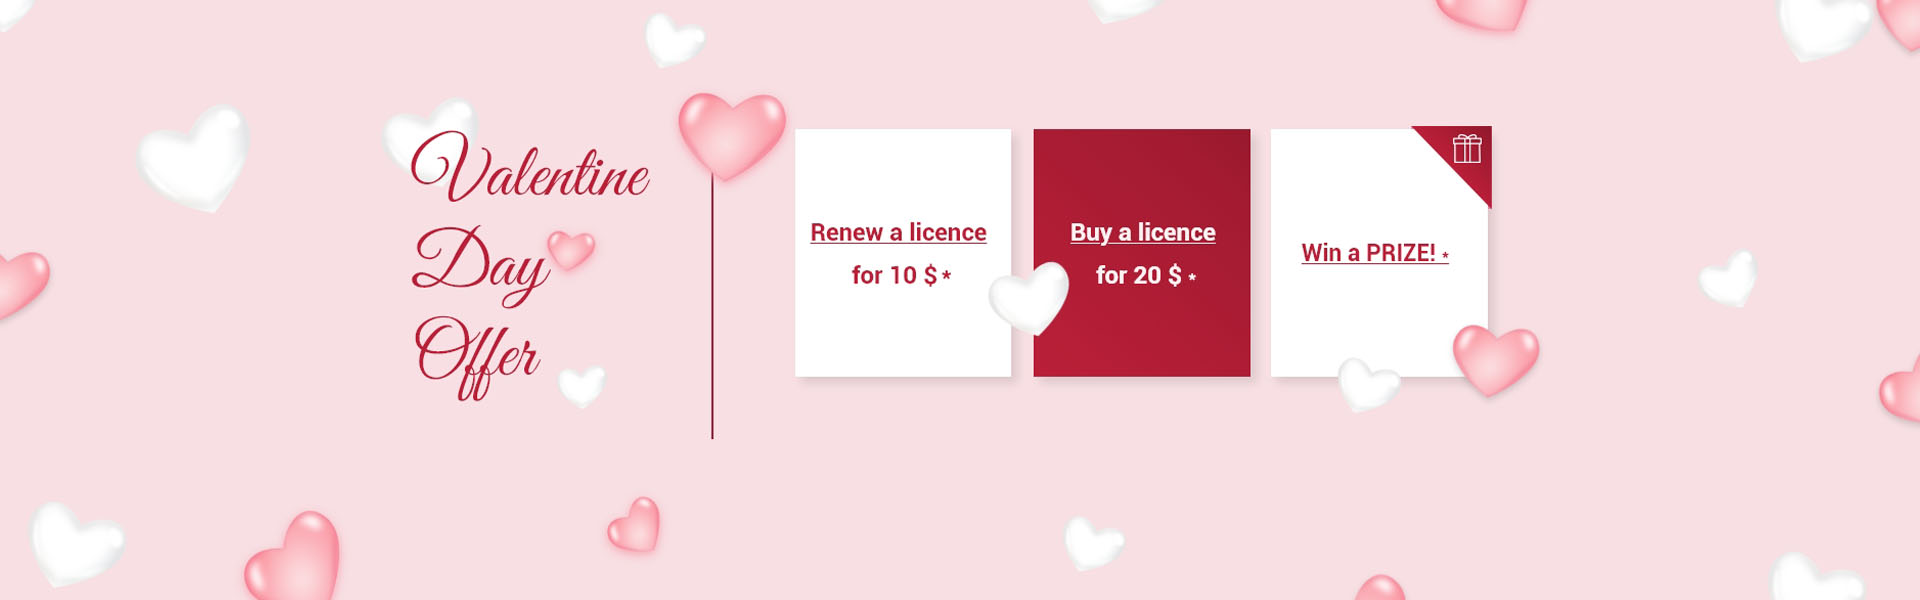 Valentine
Day
Offer
Renew a licence
for 10 $ *
Buy a licence
for 20 $ *
Win a PRIZE! *